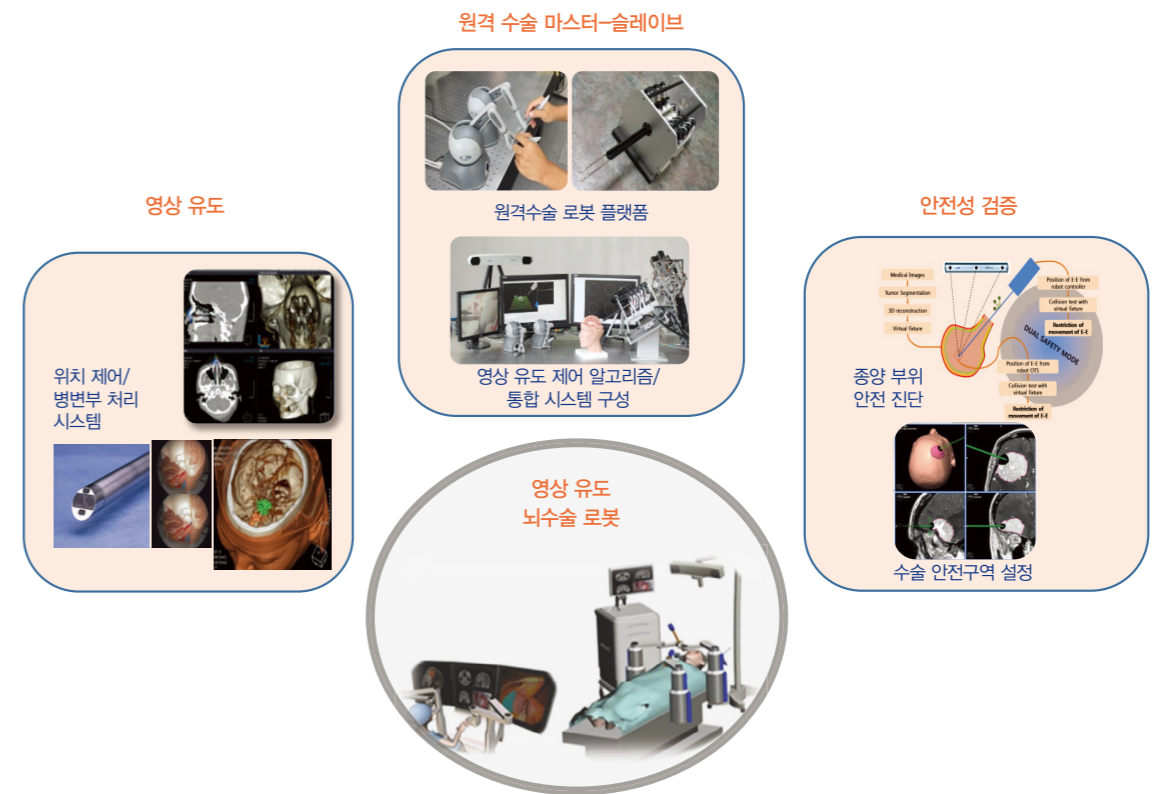 원격 수술 마스터-슬레이브
원격수술 로봇 플랫폼
영상 유도 제어 알고리즘/
통합 시스템 구성
영상 유도
위치 제어/
병변부 처리
시스템
안전성 검증
Medical Images
Tumor Segmentation
3D reconstruction
Virtual Fixture
Position of E-E from
robot controller
Collision test with
virtual fixture
Restriction of
movement of E-E
DUAL SAFETY MODE
Position of E-E from
robot OTS
Collision test with
virtual fixture
Restriction of
movement of E-E
종양 부위
안전 진단
수술 안전구역 설정
영상 유도
뇌수술 로봇